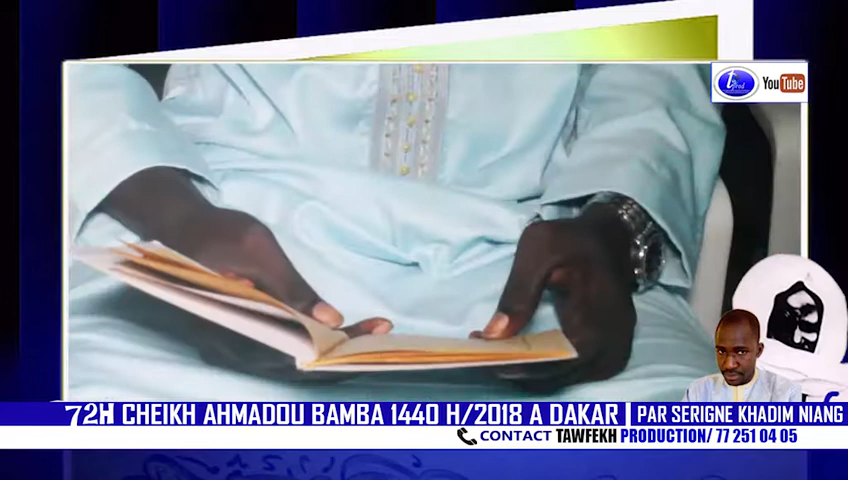 YouTube
72H CHEIKH AHMADOU BAMBA 1440 H/2018 A DAKAR | PAR SERIGNE KHADIM NIANG
CONTACT TAWFEKH PRODUCTION/ 77 251 04 05